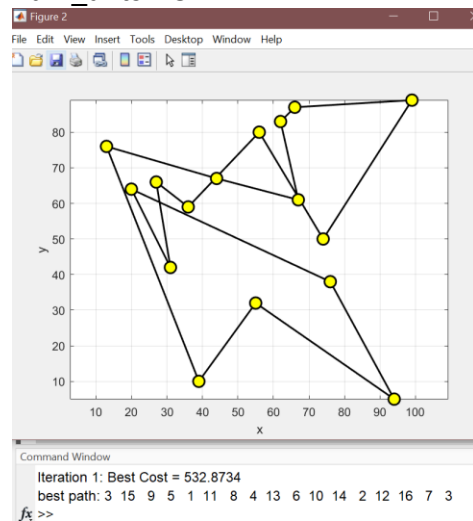 Figure 2
File Edit View Insert Tools Desktop Window Help
80
70
60
50
40
30
20
10
y
10 20 30 40 50 60 70 80 90 100
x
Command Window
Iteration 1: Best Cost = 532.8734
best path: 3 15 9 5 1 11 8 4 13 6 10 14 2 12 16 7 3
fx >>